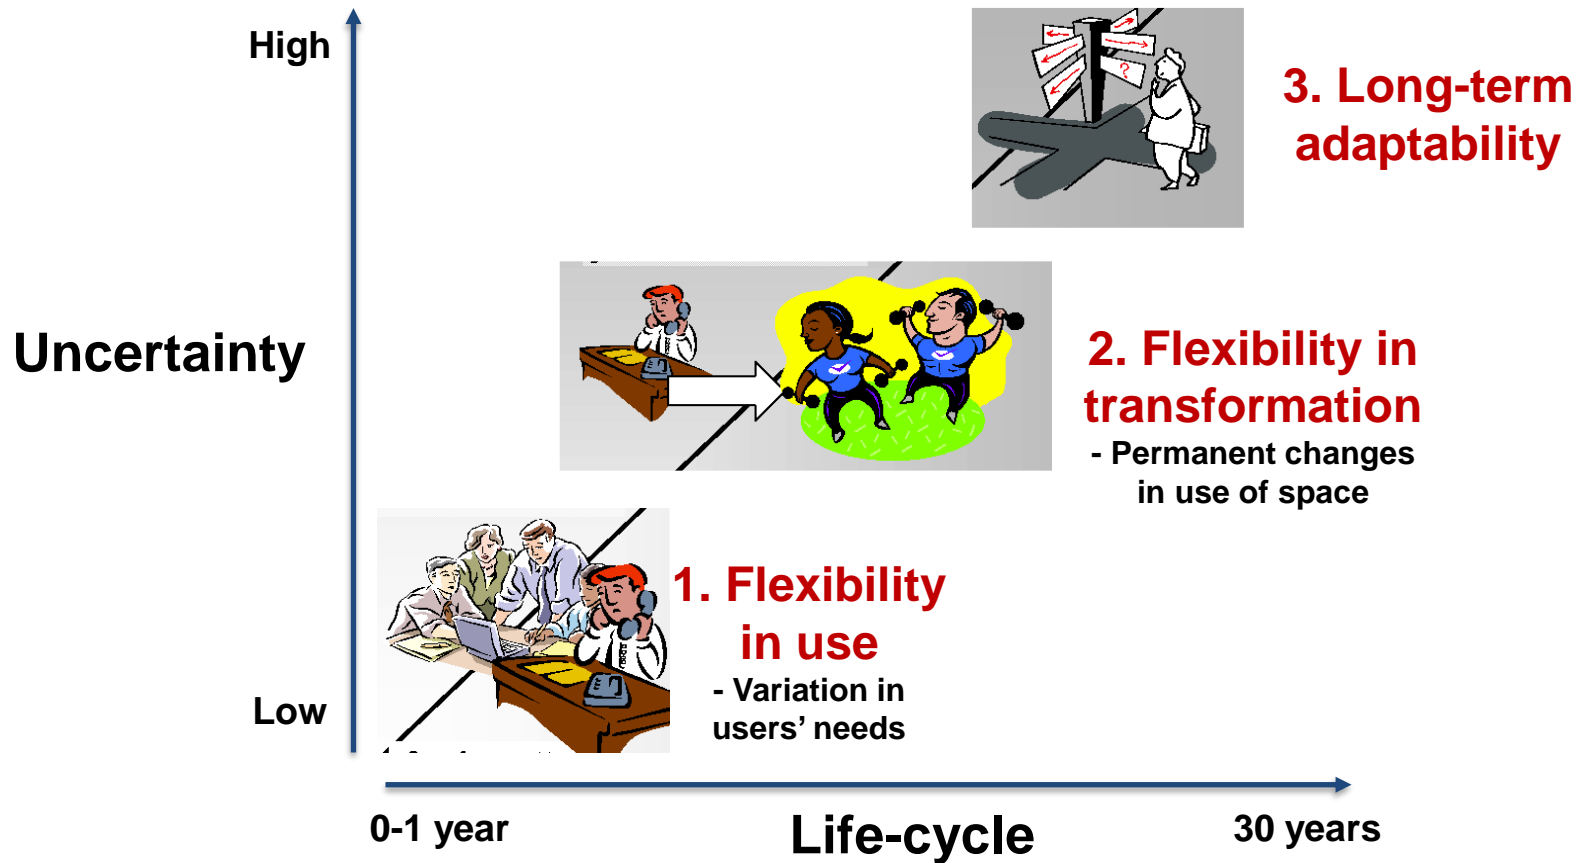 High
3. Long-term
adaptability
?
Uncertainty
2. Flexibility in
transformation
- Permanent changes
in use of space
1. Flexibility
in use
- Variation in
users’ needs
Low
0-1 year
Life-cycle
30 years